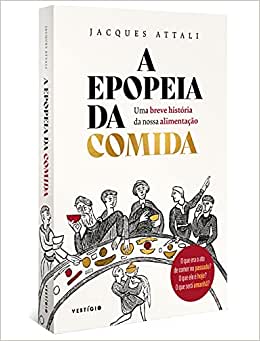 JACQUES ATTALI
A
EPOPEIA
DA
COMIDA
Uma breve história
da nossa alimentação
O que era o ato
de comer no passado?
O que ele é hoje?
O que será amanhã?
VESTÍGIO
JACQUES ATTALI
A EPOPEIA DA COMIDA
VESTÍGIO